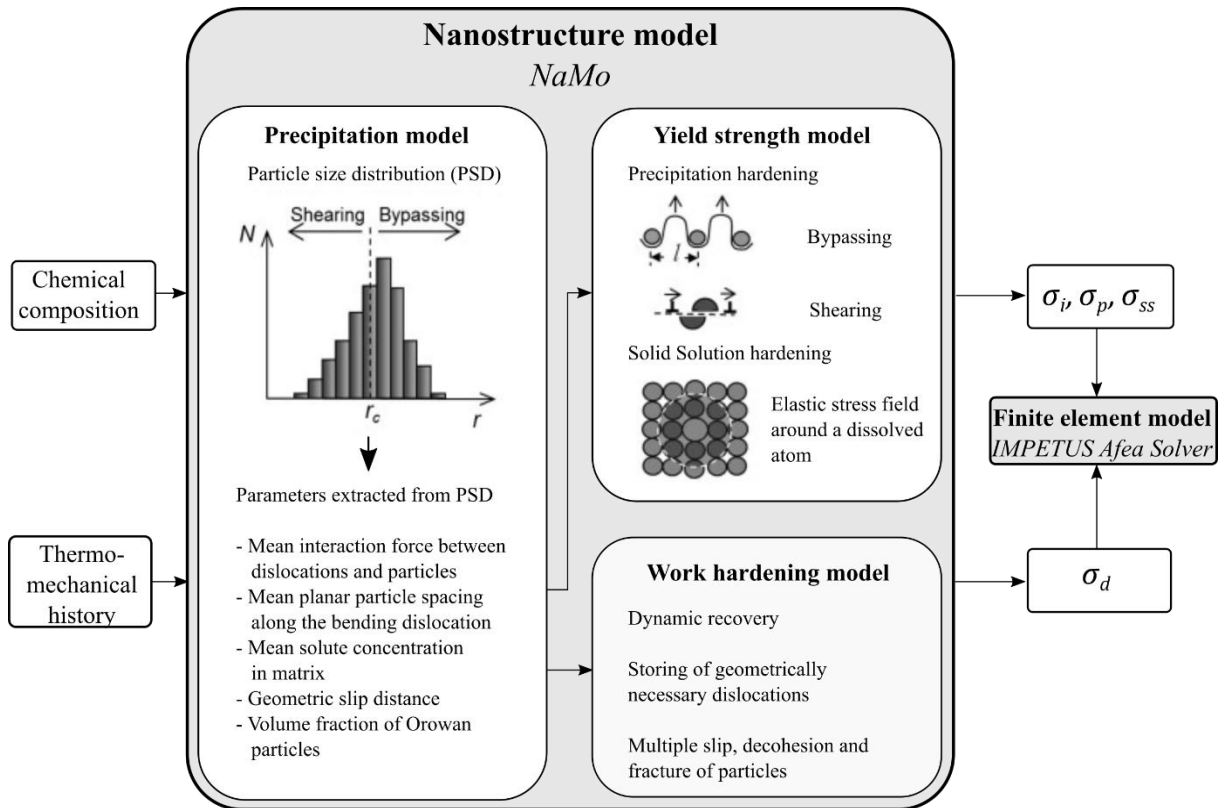 Nanostructure model
NaMo
Chemical
composition
Thermo-
mechanical
history
Precipitation model
Particle size distribution (PSD)
Shearing
Bypassing
N
r_c
r
Parameters extracted from PSD
- Mean interaction force between
dislocations and particles
- Mean planar particle spacing
along the bending dislocation
- Mean solute concentration
in matrix
- Geometric slip distance
- Volume fraction of Orowan
particles
Yield strength model
Precipitation hardening
Bypassing
l
Shearing
Solid Solution hardening
Elastic stress field
around a dissolved
atom
Work hardening model
Dynamic recovery
Storing of geometrically
necessary dislocations
Multiple slip, decohesion and
fracture of particles
σ_i, σ_p, σ_ss
Finite element model
IMPETUS Afea Solver
σ_d